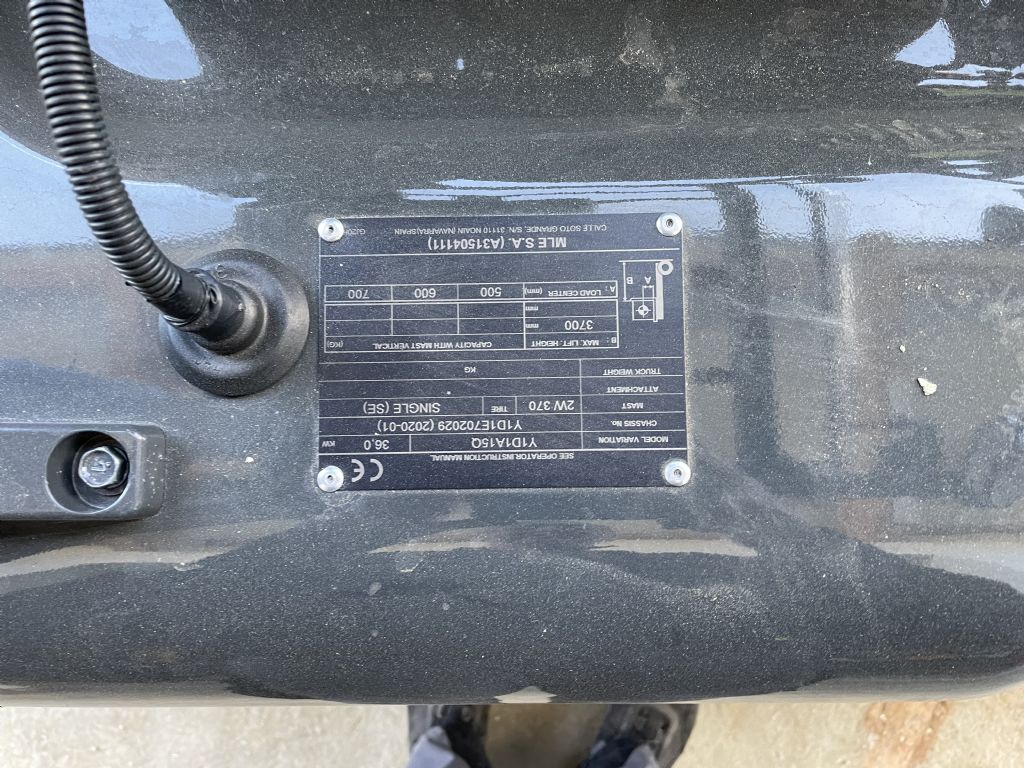 SEE OPERATOR.INSTRUCTION MANUAL
CE
MODEL VARIATION Y1D1A15Q 36,0 KW
CHASSIS No. Y1D1E702029 (2020-01)
MAST 2W 370 TIRE SINGLE (SE)
ATTACHMENT
TRUCK WEIGHT KG
B : MAX. LIFT. HEIGHT CAPACITY WITH MAST VERTICAL (KG)
3700 mm
mm
A : LOAD CENTER (mm) 500 600 700
A
B
MLE S.A. (A31504111)
CALLE SOTO GRANDE, S/N, 31110 NOAIN (NAVARRA)SPAIN